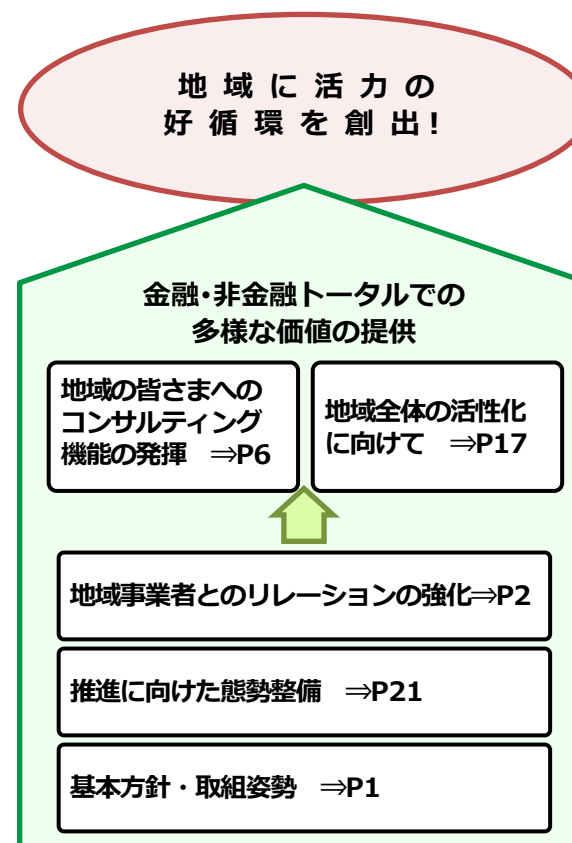 地域に活力の
好循環を創出！
金融・非金融トータルでの
多様な価値の提供
地域の皆さまへの
コンサルティング
機能の発揮　⇒P6
地域全体の活性化
に向けて　⇒P17
地域事業者とのリレーションの強化⇒P2
推進に向けた態勢整備　⇒P21
基本方針・取組姿勢　⇒P1